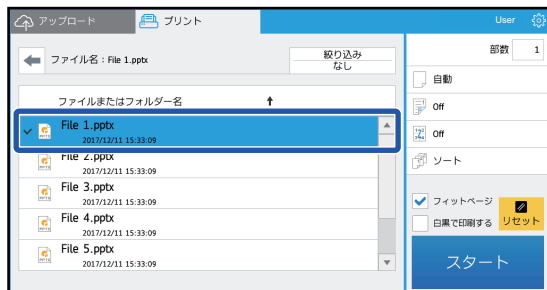 アップロード
プリント
User
ファイル名：File 1.pptx
絞り込み
なし
部数 1
ファイルまたはフォルダー名 ↑
File 1.pptx
2017/12/11 15:33:09
File 2.pptx
2017/12/11 15:33:09
File 3.pptx
2017/12/11 15:33:09
File 4.pptx
2017/12/11 15:33:09
File 5.pptx
2017/12/11 15:33:09
自動
Off
Off
ソート
フィットページ
白黒で印刷する
リセット
スタート